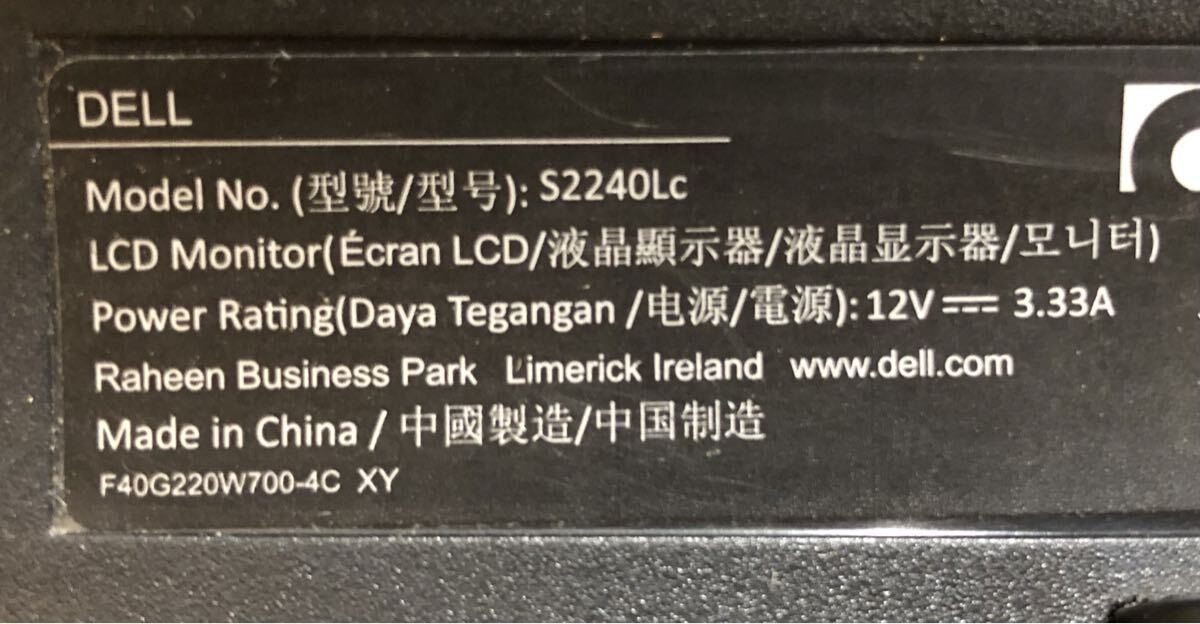 DELL
Model No. (型號/型号): S2240Lc
LCD Monitor(Écran LCD/液晶顯示器/液晶显示器/모니터)
Power Rating(Daya Tegangan /电源/電源): 12V⎓ 3.33A
Raheen Business Park Limerick Ireland www.dell.com
Made in China / 中國製造/中国制造
F40G220W700-4C XY